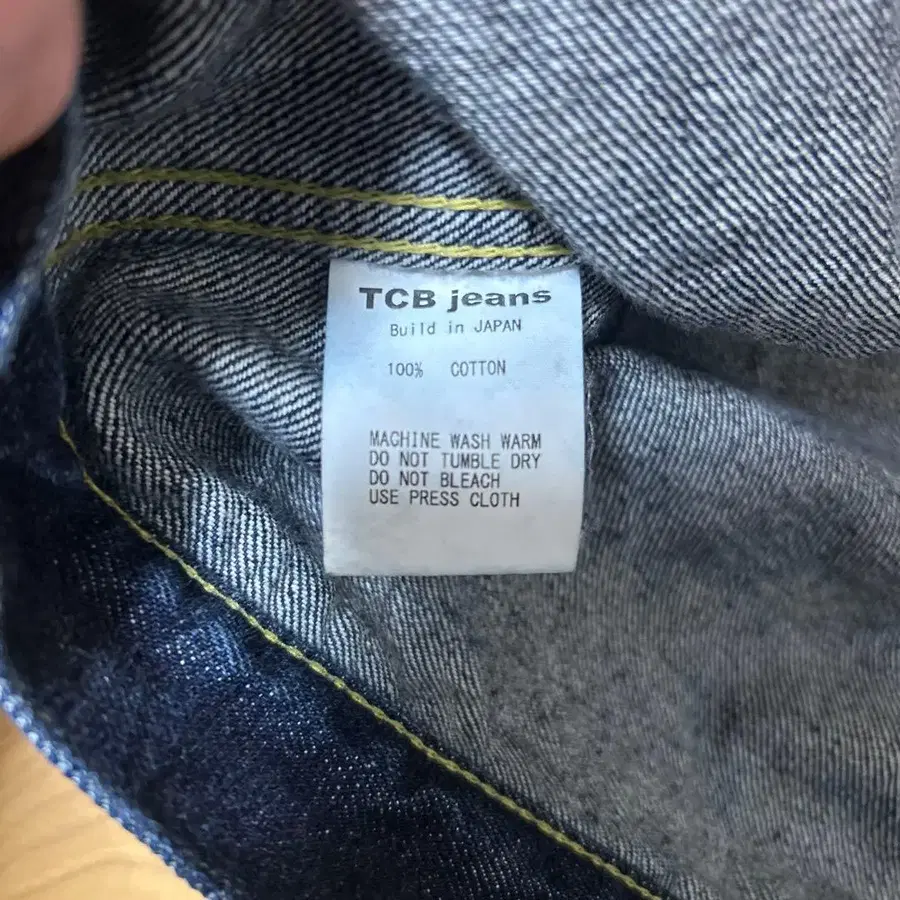 TCB jeans
Build in JAPAN
100% COTTON
MACHINE WASH WARM
DO NOT TUMBLE DRY
DO NOT BLEACH
USE PRESS CLOTH